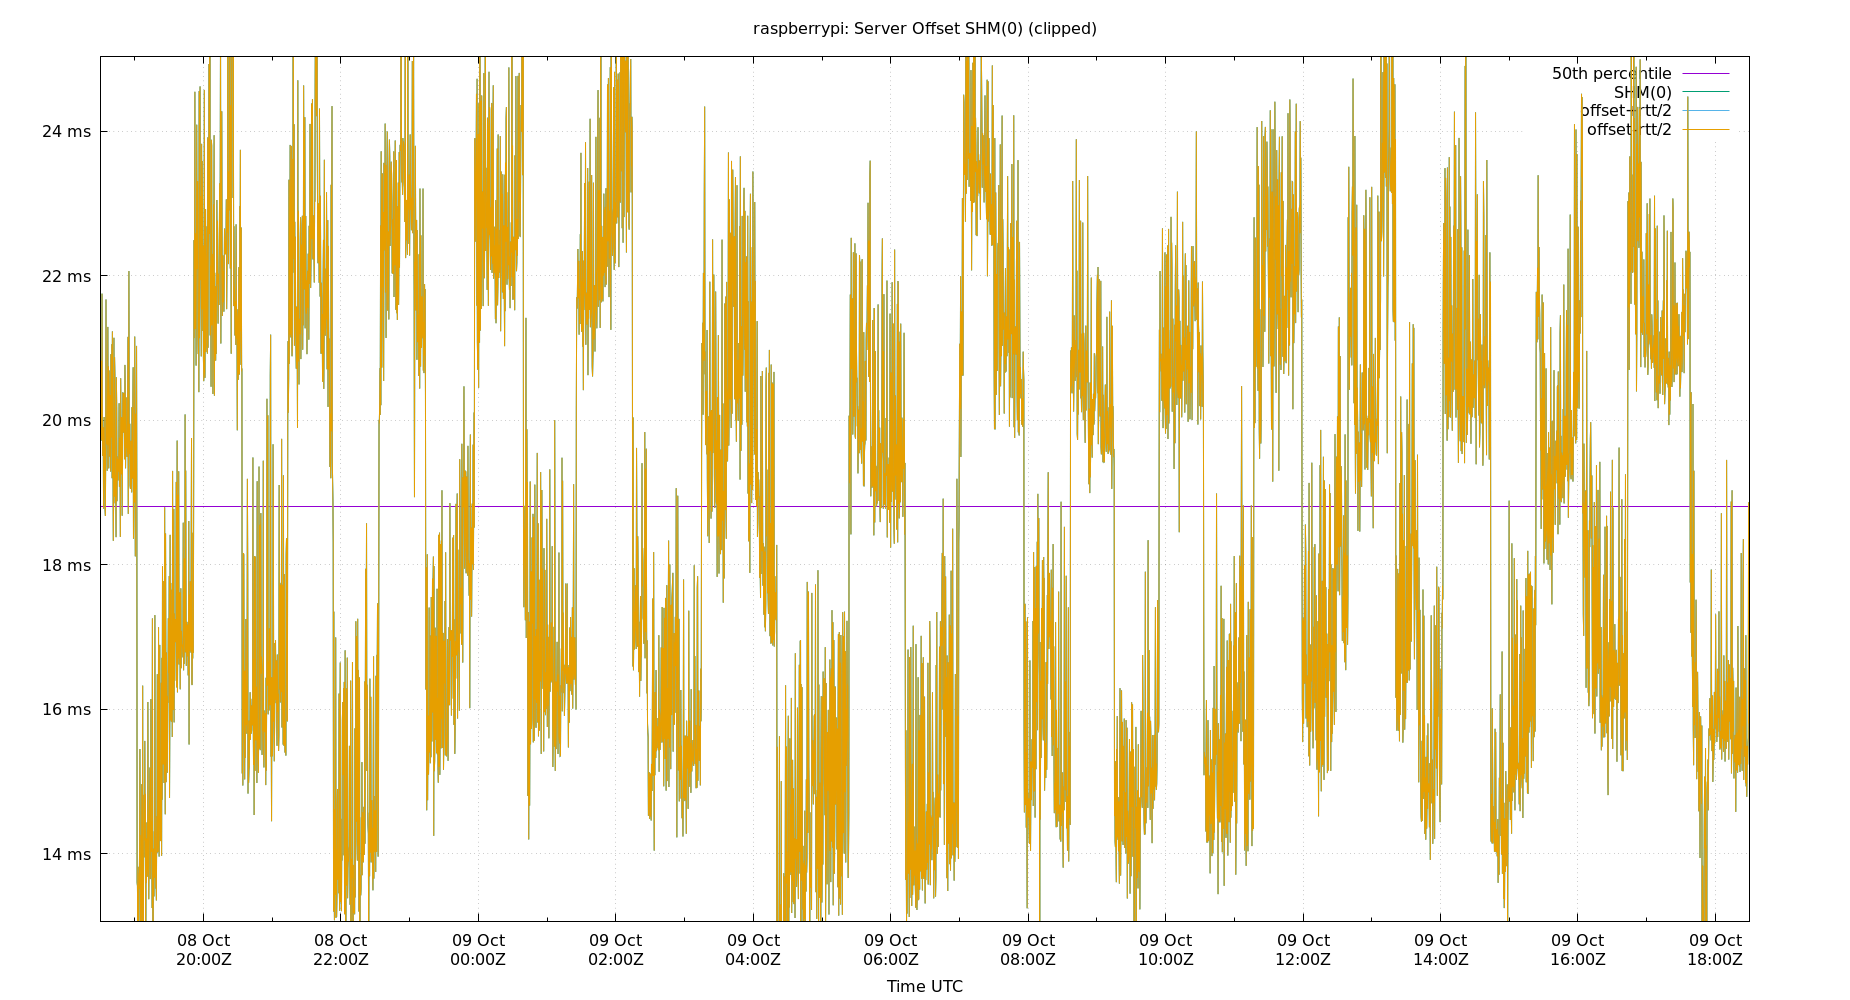 raspberrypi: Server Offset SHM(0) (clipped)
50th percentile
SHM(0)
offset-rtt/2
offset+rtt/2
24 ms
22 ms
20 ms
18 ms
16 ms
14 ms
08 Oct 08 Oct 09 Oct 09 Oct 09 Oct 09 Oct 09 Oct 09 Oct 09 Oct 09 Oct 09 Oct 09 Oct
20:00Z 22:00Z 00:00Z 02:00Z 04:00Z 06:00Z 08:00Z 10:00Z 12:00Z 14:00Z 16:00Z 18:00Z
Time UTC